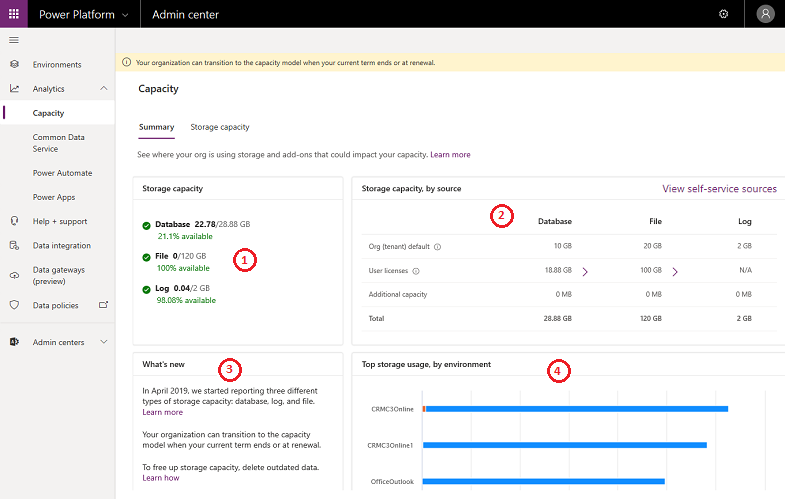 Power Platform
Admin center
Your organization can transition to the capacity model when your current term ends or at renewal.
Environments
Analytics
Capacity
Common Data
Service
Power Automate
Power Apps
Help + support
Data integration
Data gateways
(preview)
Data policies
Admin centers
Capacity
Summary
Storage capacity
See where your org is using storage and add-ons that could impact your capacity. Learn more
Storage capacity
Database 22.78/28.88 GB
21.1% available
File 0/120 GB
100% available
Log 0.04/2 GB
98.08% available
1
Storage capacity, by source
View self-service sources
2
Database File Log
Org (tenant) default 10 GB 20 GB 2 GB
User licenses 18.88 GB 100 GB N/A
Additional capacity 0 MB 0 MB 0 MB
Total 28.88 GB 120 GB 2 GB
What's new
3
In April 2019, we started reporting three different
types of storage capacity: database, log, and file.
Learn more
Your organization can transition to the capacity
model when your current term ends or at renewal.
To free up storage capacity, delete outdated data.
Learn how
Top storage usage, by environment
4
CRMC3Online
CRMC3Online1
OfficeOutlook